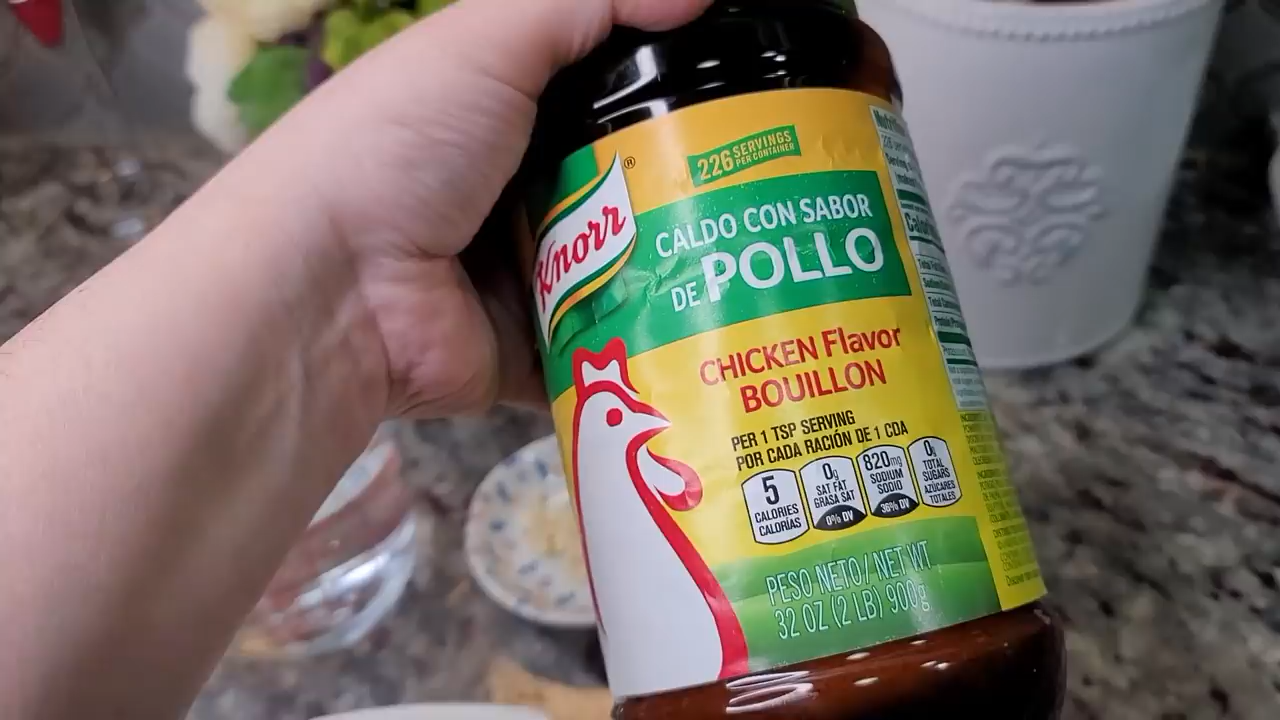 226 SERVINGS
PER CONTAINER
Knorr®
CALDO CON SABOR
DE POLLO
CHICKEN Flavor
BOUILLON
PER 1 TSP SERVING
POR CADA RACIÓN DE 1 CDA
5
CALORIES
CALORÍAS
0g
SAT FAT
GRASA SAT
0% DV
820mg
SODIUM
SODIO
36% DV
0g
TOTAL
SUGARS
AZÚCARES
TOTALES
PESO NETO/NET WT
32 OZ (2 LB) 900g